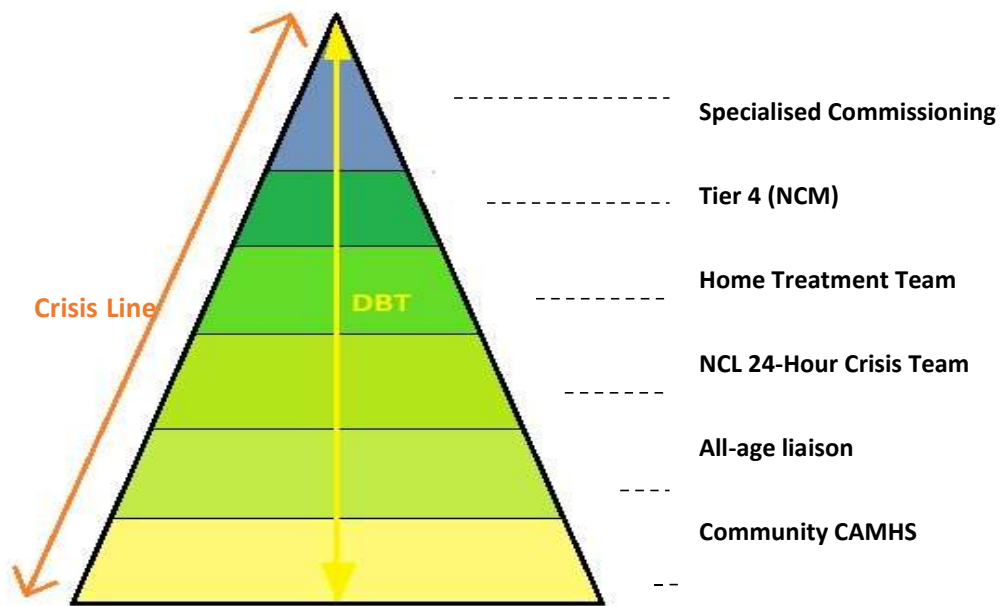 Specialised Commissioning
Tier 4 (NCM)
Home Treatment Team
Crisis Line
DBT
NCL 24-Hour Crisis Team
All-age liaison
Community CAMHS